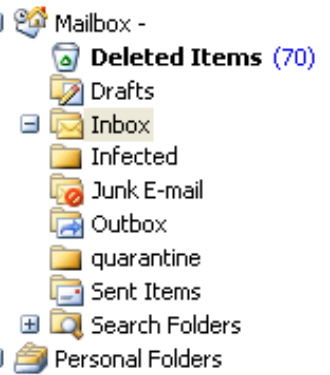 Mailbox -
Deleted Items (70)
Drafts
Inbox
Infected
Junk E-mail
Outbox
quarantine
Sent Items
Search Folders
Personal Folders